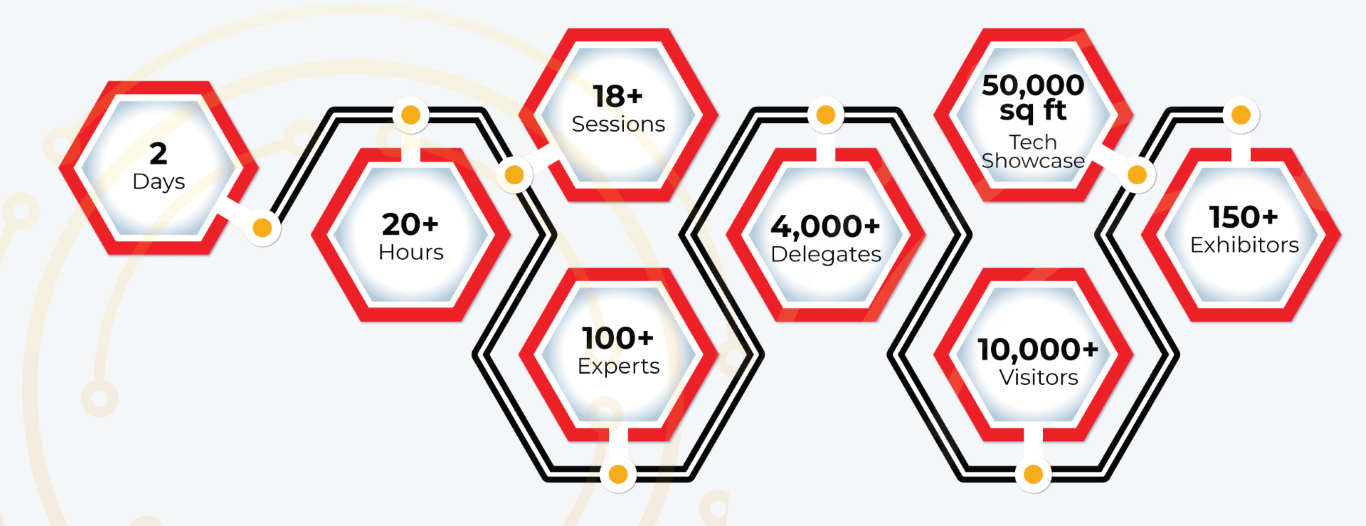 2
Days
20+
Hours
18+
Sessions
100+
Experts
4,000+
Delegates
10,000+
Visitors
50,000
sq ft
Tech
Showcase
150+
Exhibitors